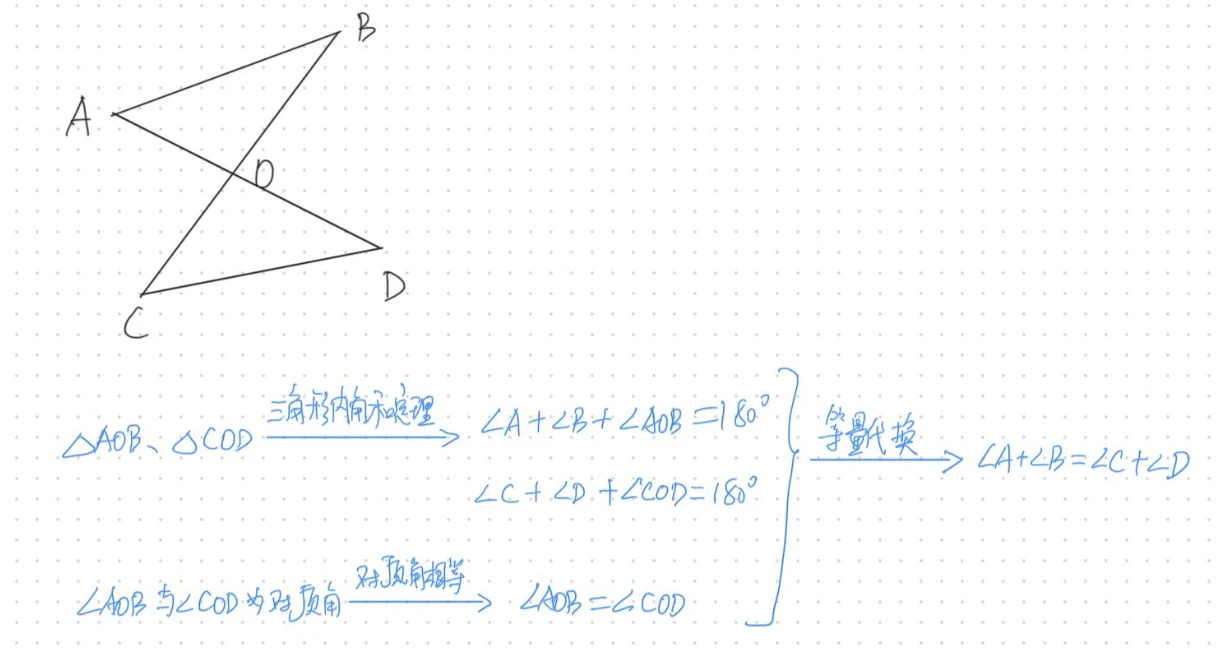 B
A
O
D
C
三角形内角和定理
△AOB、△COD
∠A+∠B+∠AOB=180°
等量代换
∠A+∠B=∠C+∠D
∠C+∠D+∠COD=180°
对顶角相等
∠AOB与∠COD为对顶角
∠AOB=∠COD